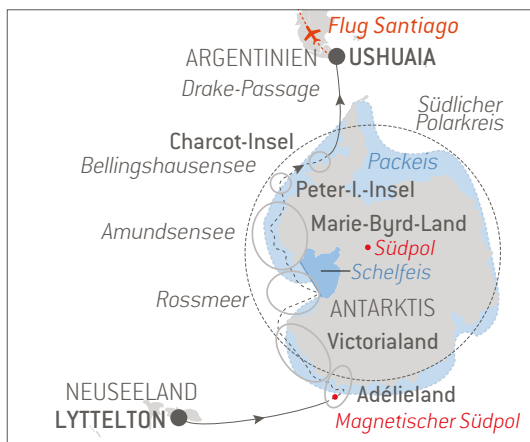 Flug Santiago
ARGENTINIEN
USHUAIA
Drake-Passage
Südlicher
Polarkreis
Charcot-Insel
Bellingshausensee
Packeis
Peter-I.-Insel
Marie-Byrd-Land
Amundsensee
Südpol
Schelfeis
Rossmeer
ANTARKTIS
Victorialand
NEUSEELAND
LYTTELTON
Adélieland
Magnetischer Südpol